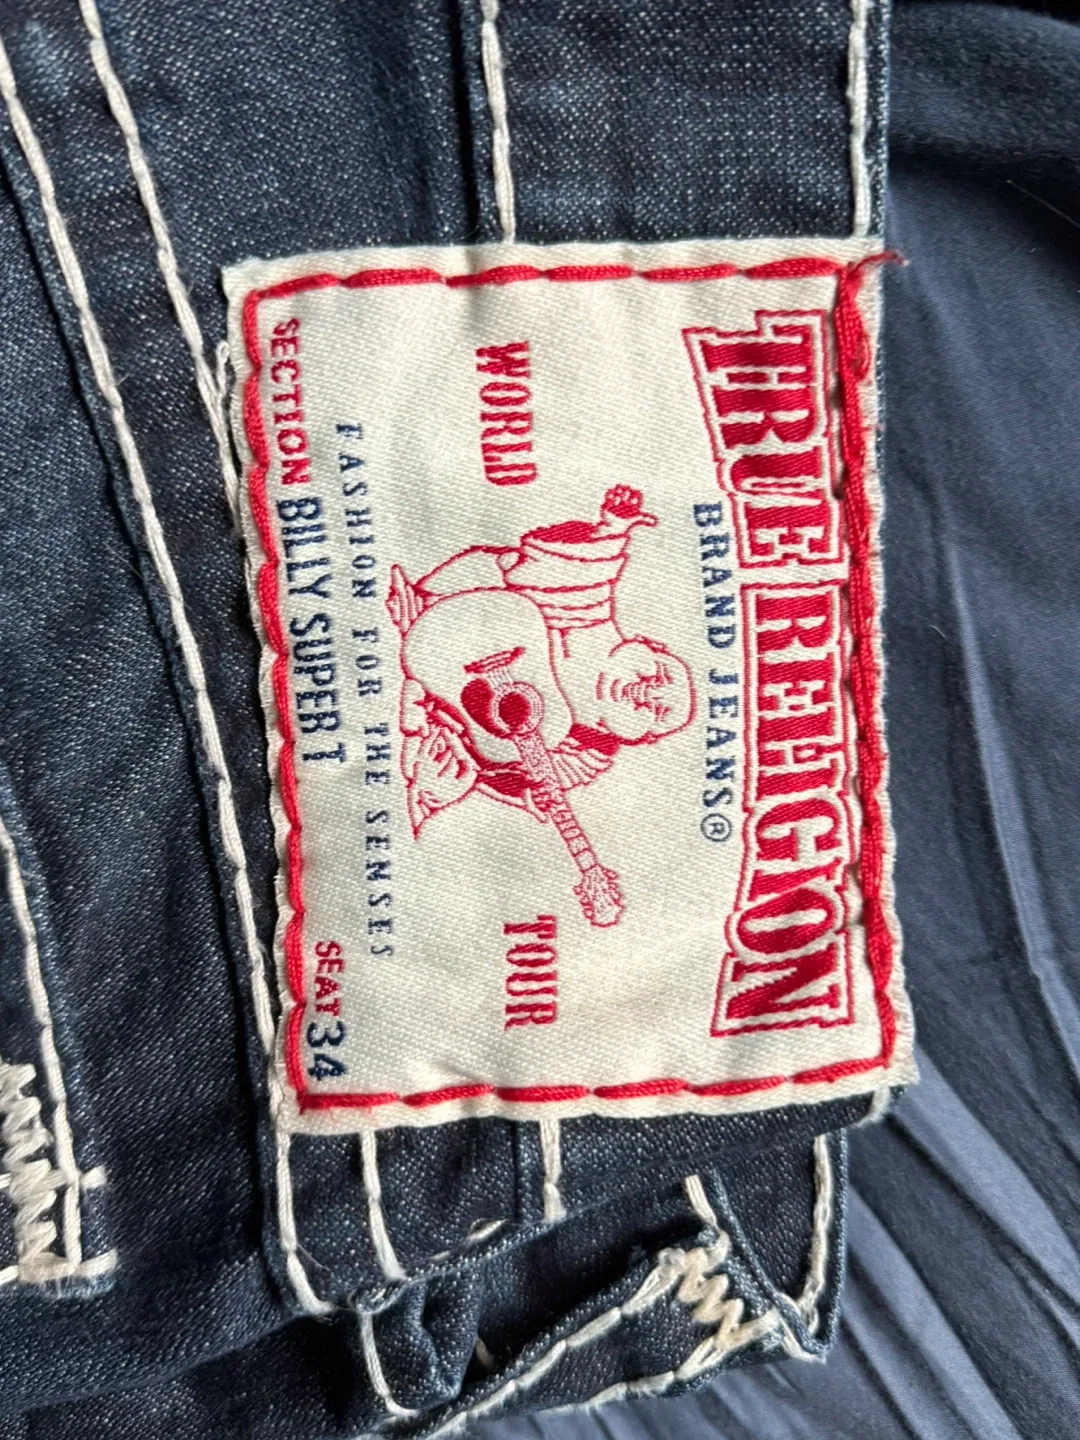 TRUE RELIGION
BRAND JEANS®
WORLD TOUR
FASHION FOR THE SENSES
SECTION BILLY SUPER T SEAT 34